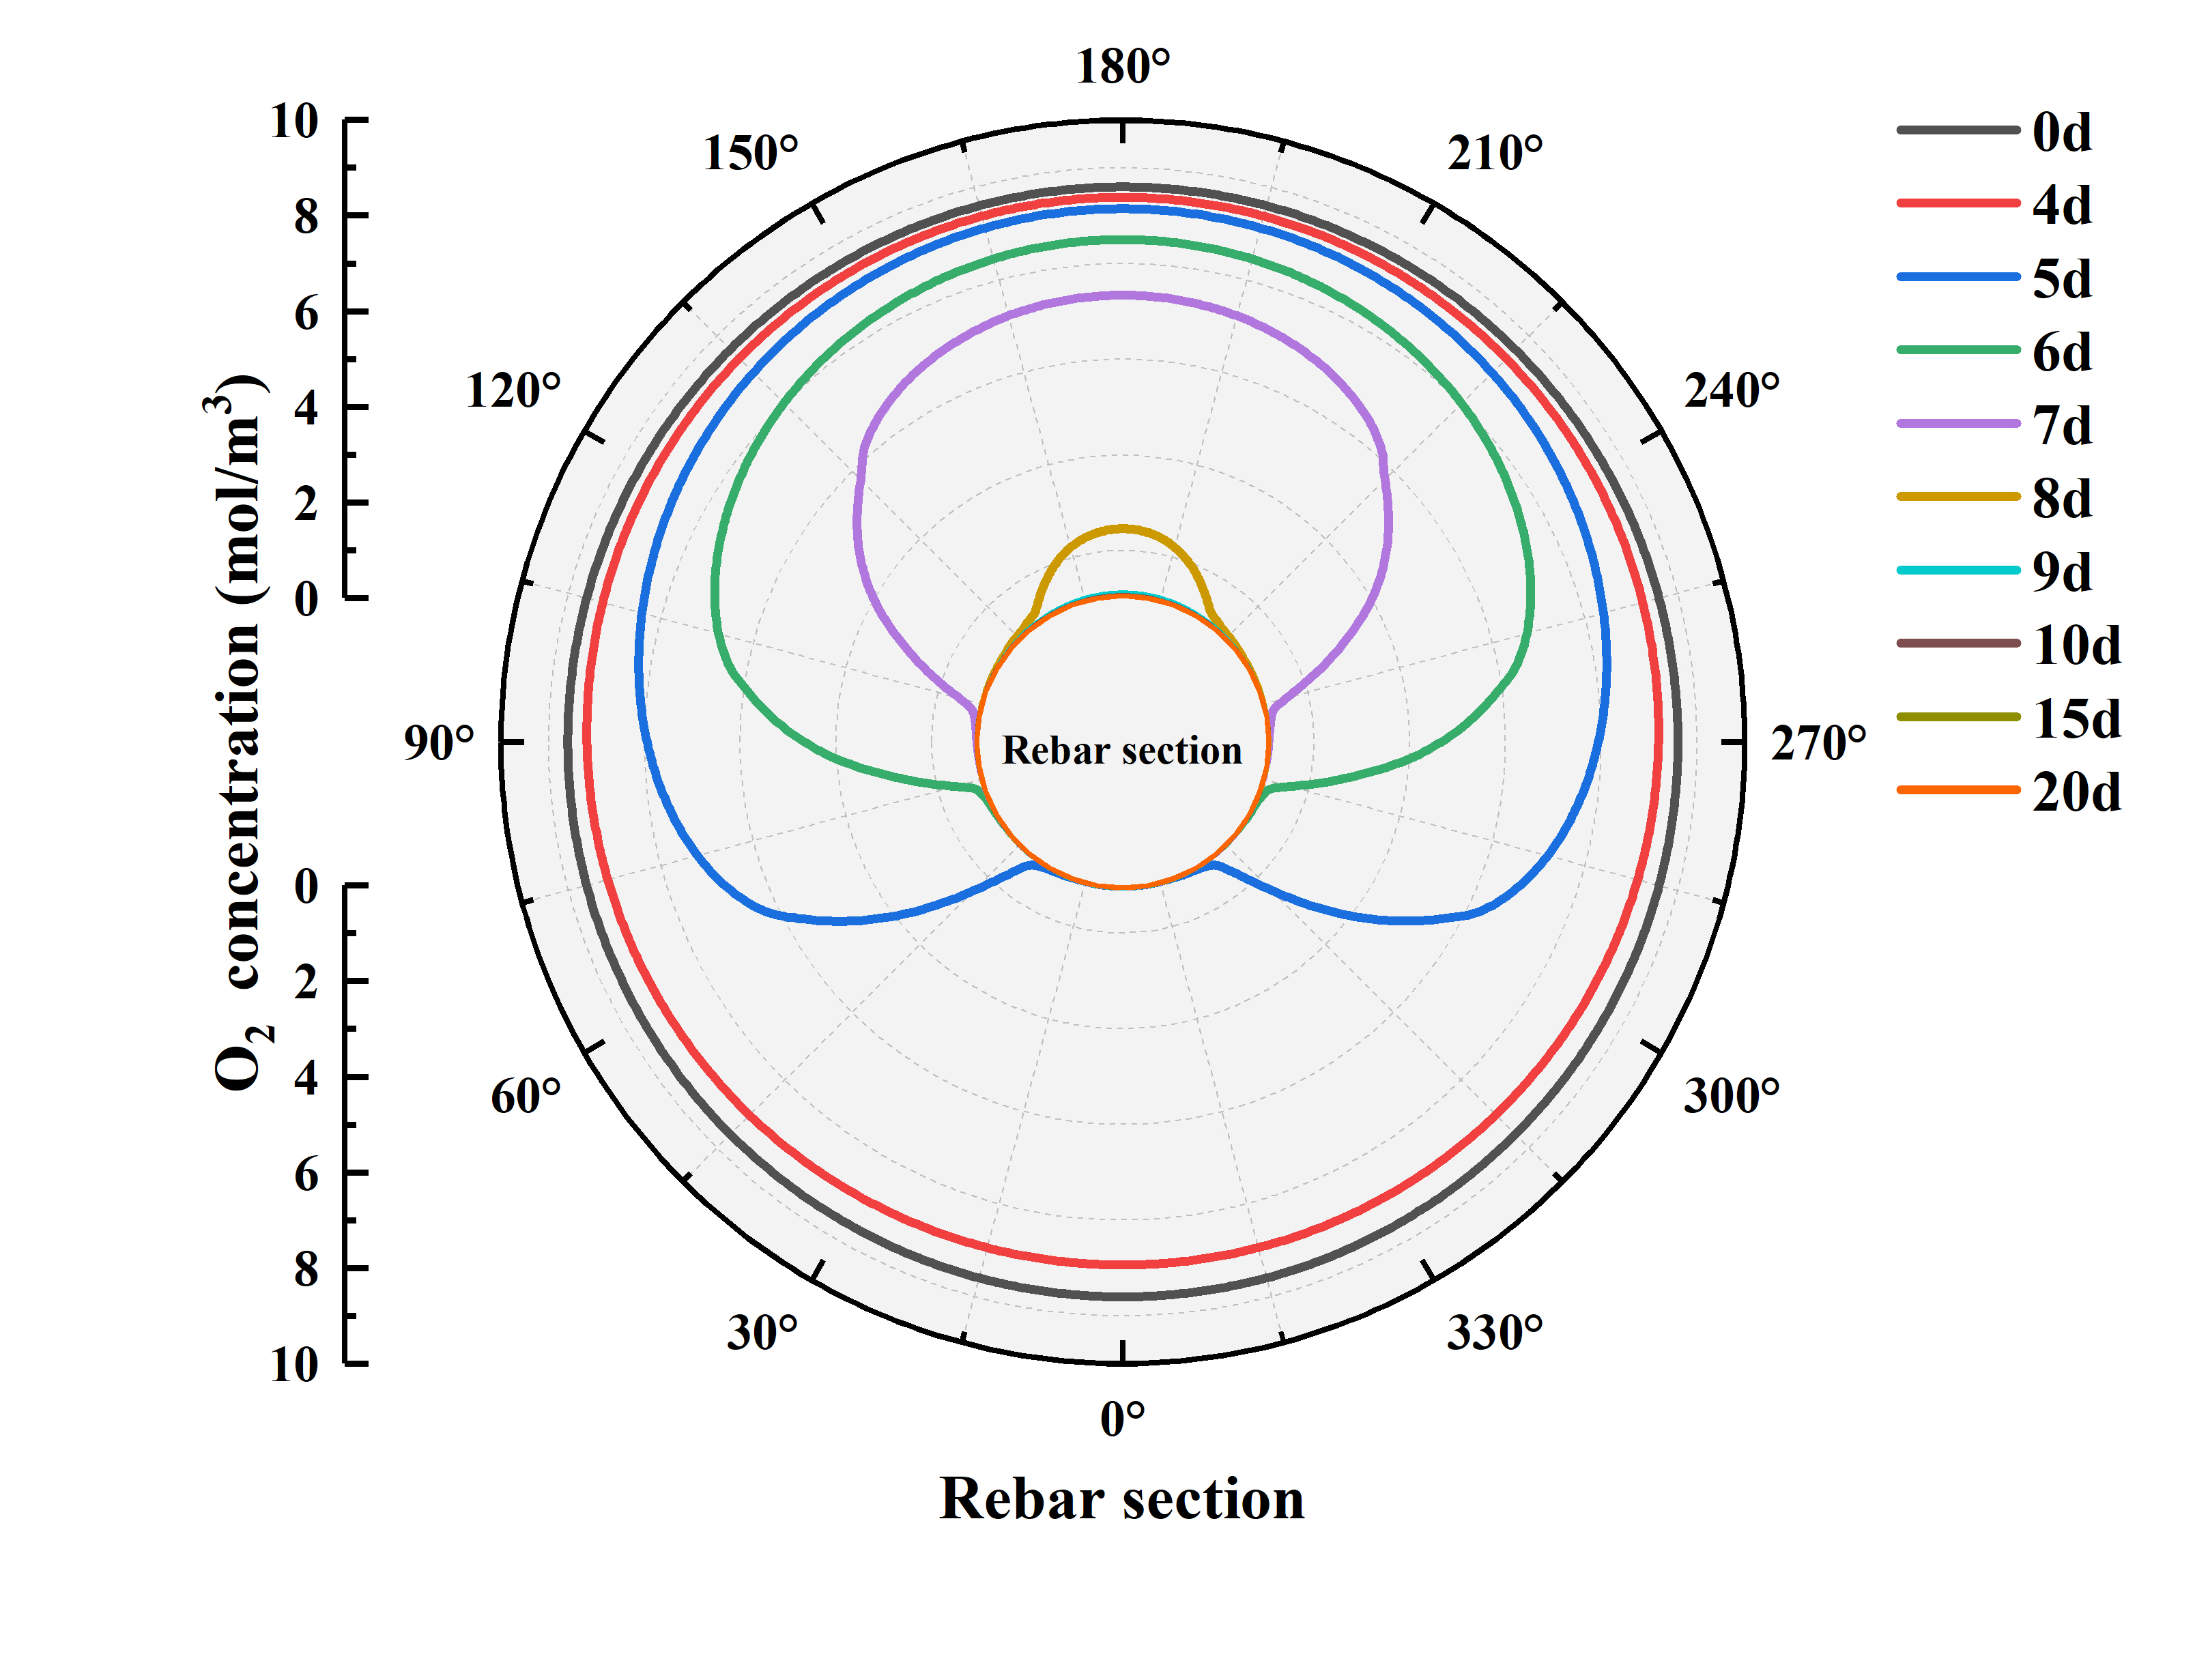 180°
150°
210°
120°
240°
90°
270°
60°
300°
30°
330°
0°
10
8
6
4
2
0
0
2
4
6
8
10
O2 concentration (mol/m3)
Rebar section
Rebar section
0d
4d
5d
6d
7d
8d
9d
10d
15d
20d